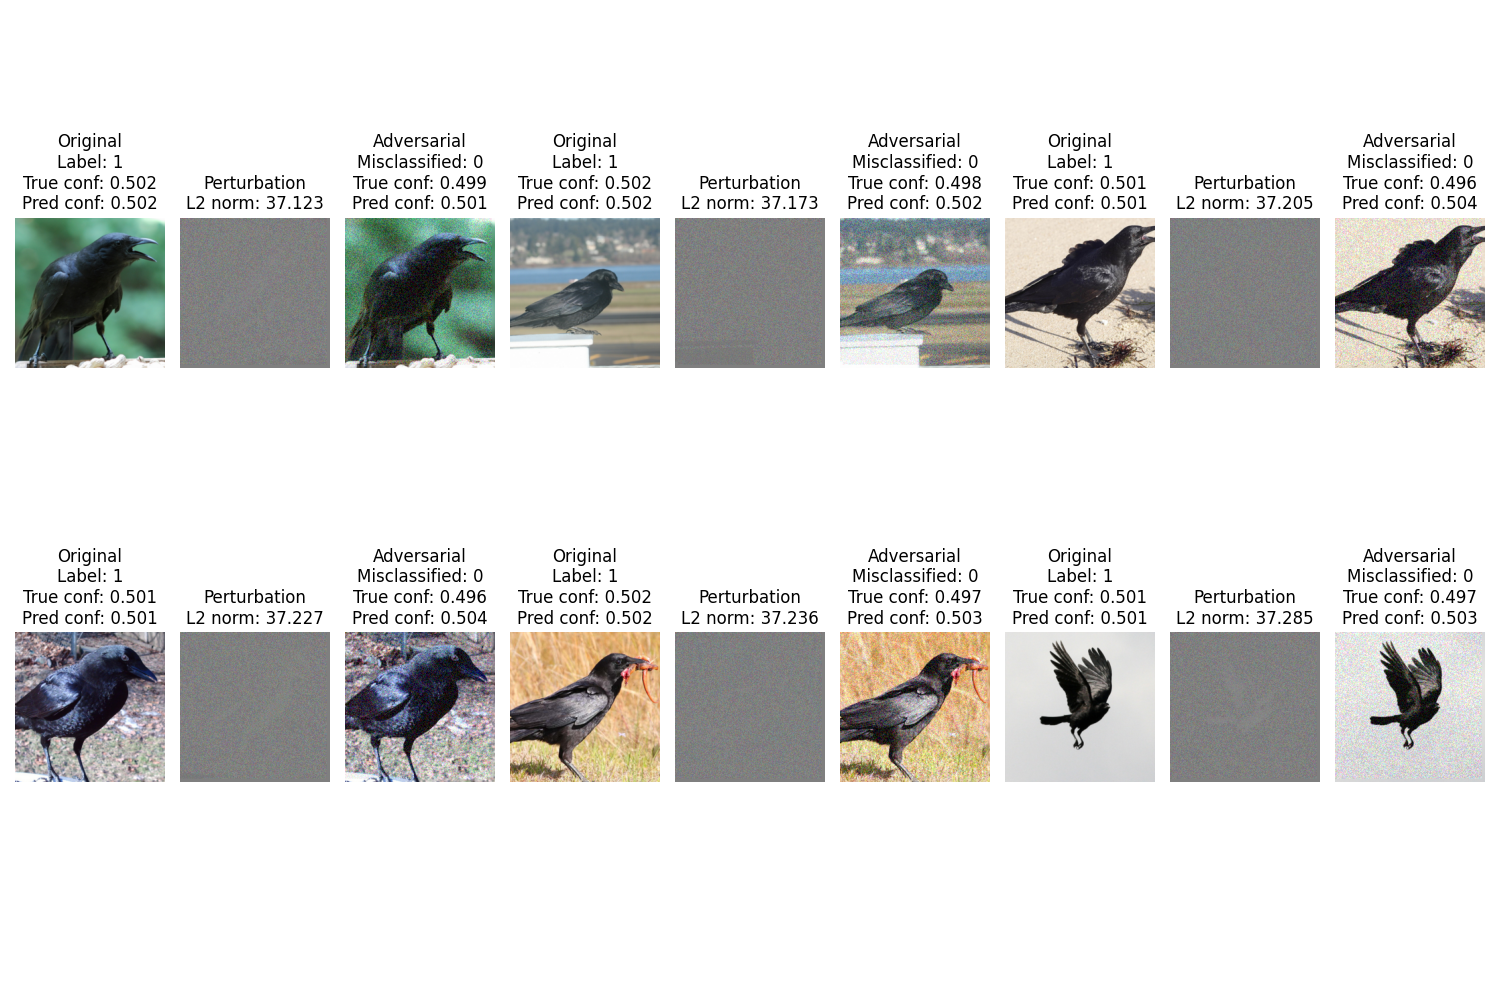 Original
Label: 1
True conf: 0.502
Pred conf: 0.502
Perturbation
L2 norm: 37.123
Adversarial
Misclassified: 0
True conf: 0.499
Pred conf: 0.501
Original
Label: 1
True conf: 0.502
Pred conf: 0.502
Perturbation
L2 norm: 37.173
Adversarial
Misclassified: 0
True conf: 0.498
Pred conf: 0.502
Original
Label: 1
True conf: 0.501
Pred conf: 0.501
Perturbation
L2 norm: 37.205
Adversarial
Misclassified: 0
True conf: 0.496
Pred conf: 0.504
Original
Label: 1
True conf: 0.501
Pred conf: 0.501
Perturbation
L2 norm: 37.227
Adversarial
Misclassified: 0
True conf: 0.496
Pred conf: 0.504
Original
Label: 1
True conf: 0.502
Pred conf: 0.502
Perturbation
L2 norm: 37.236
Adversarial
Misclassified: 0
True conf: 0.497
Pred conf: 0.503
Original
Label: 1
True conf: 0.501
Pred conf: 0.501
Perturbation
L2 norm: 37.285
Adversarial
Misclassified: 0
True conf: 0.497
Pred conf: 0.503